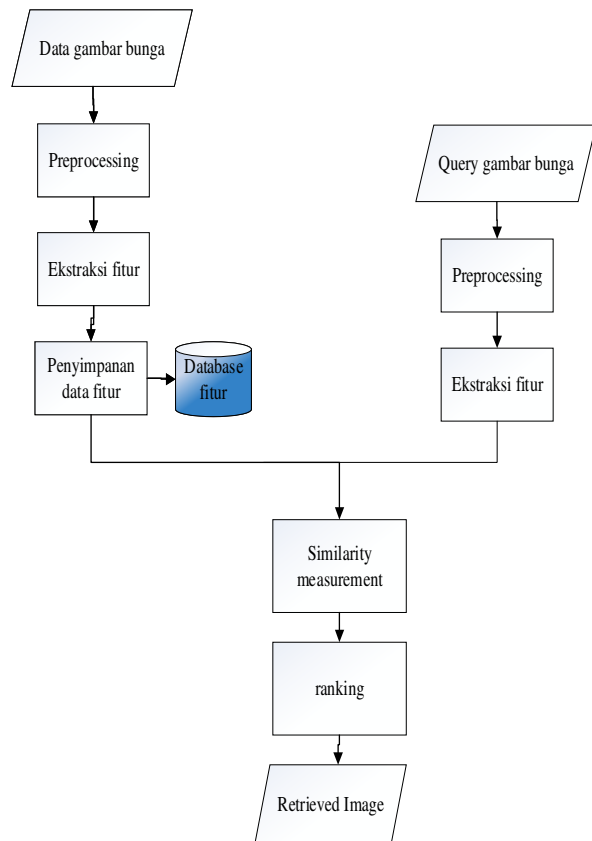 Data gambar bunga
Preprocessing
Ekstraksi fitur
Penyimpanan
data fitur
Database
fitur
Query gambar bunga
Preprocessing
Ekstraksi fitur
Similarity
measurement
ranking
Retrieved Image